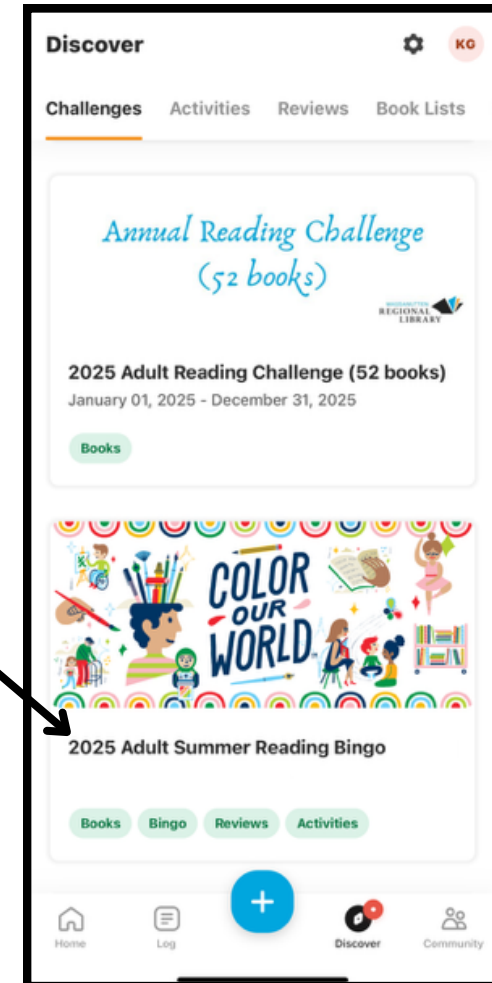 Discover
KG
Challenges Activities Reviews Book Lists
Annual Reading Challenge
(52 books)
REGIONAL
LIBRARY
2025 Adult Reading Challenge (52 books)
January 01, 2025 - December 31, 2025
Books
COLOR
OUR
WORLD
2025 Adult Summer Reading Bingo
Books Bingo Reviews Activities
+
Home Log Discover Community